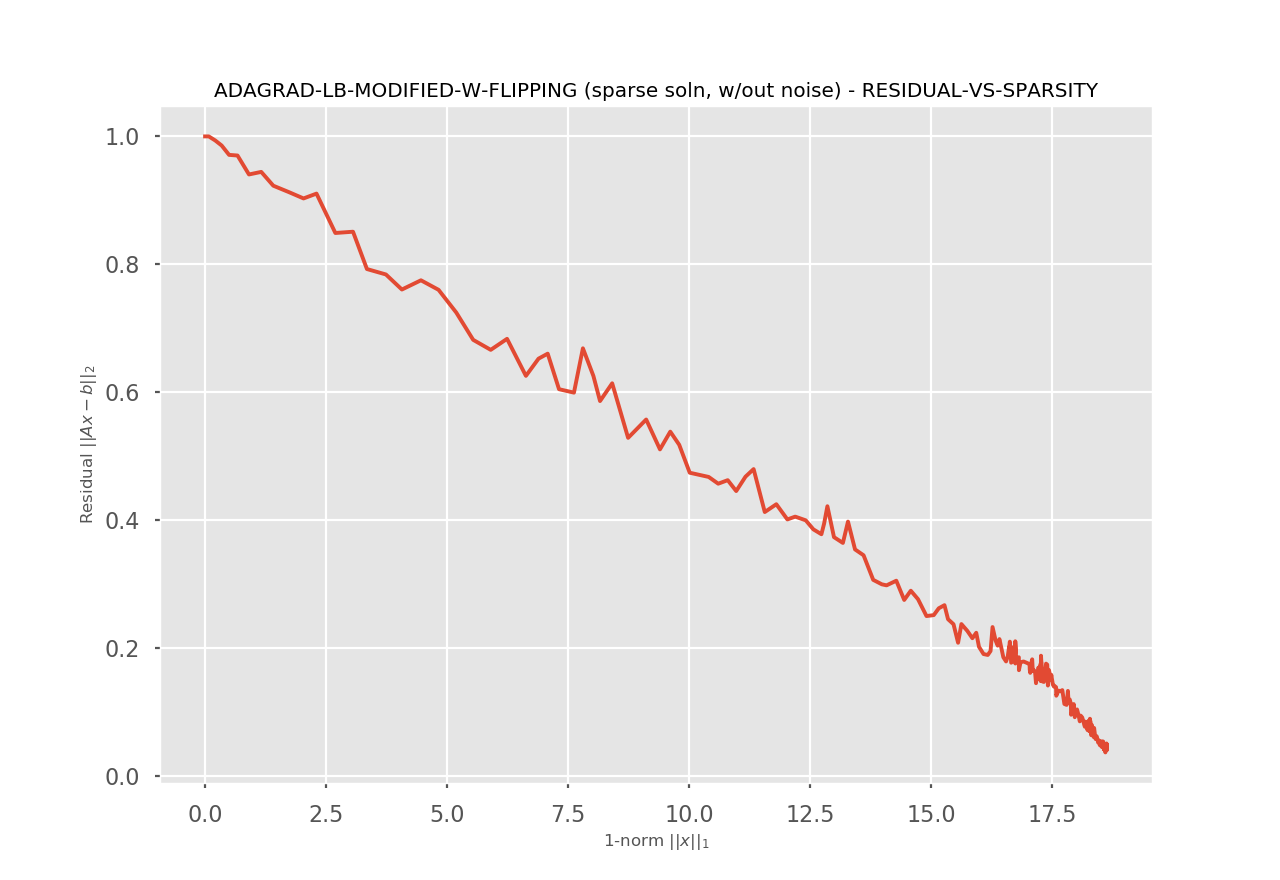 ADAGRAD-LB-MODIFIED-W-FLIPPING (sparse soln, w/out noise) - RESIDUAL-VS-SPARSITY
1.0
0.8
0.6
0.4
0.2
0.0
Residual ||Ax − b||₂
0.0 2.5 5.0 7.5 10.0 12.5 15.0 17.5
1-norm ||x||₁